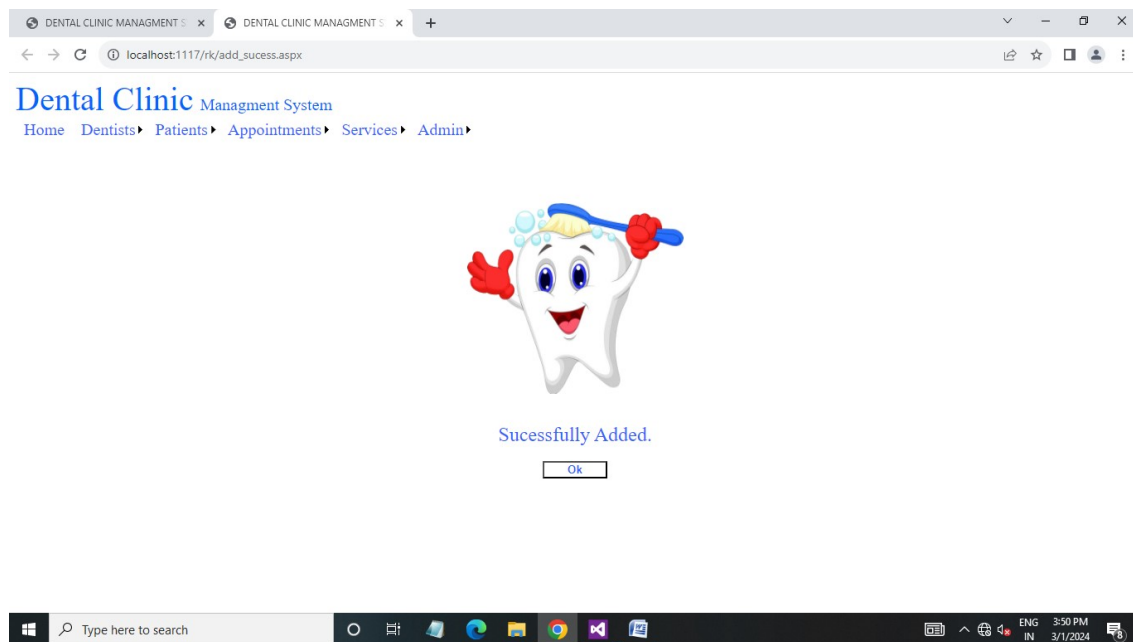 DENTAL CLINIC MANAGMENT S
DENTAL CLINIC MANAGMENT S
localhost:1117/rk/add_sucess.aspx
Dental Clinic Managment System
Home Dentists Patients Appointments Services Admin
Sucessfully Added.
Ok
Type here to search
ENG 3:50 PM
IN 3/1/2024
8